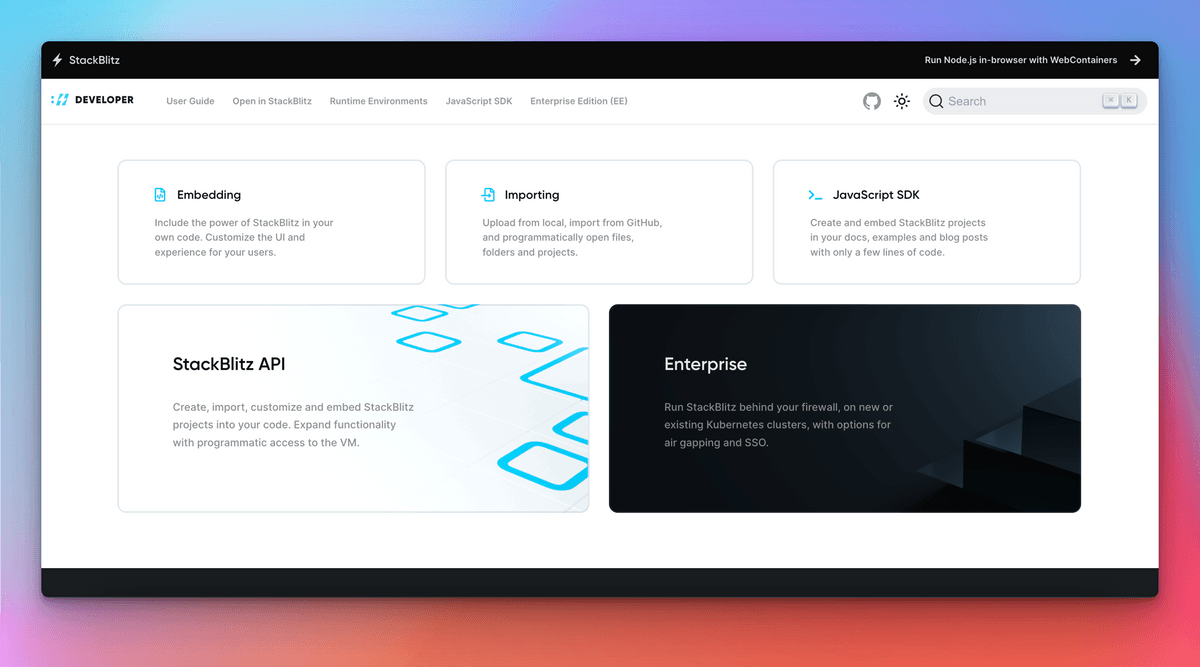 StackBlitz
Run Node.js in-browser with WebContainers
DEVELOPER
User Guide
Open in StackBlitz
Runtime Environments
JavaScript SDK
Enterprise Edition (EE)
Search
⌘ K
Embedding
Include the power of StackBlitz in your
own code. Customize the UI and
experience for your users.
Importing
Upload from local, import from GitHub,
and programmatically open files,
folders and projects.
JavaScript SDK
Create and embed StackBlitz projects
in your docs, examples and blog posts
with only a few lines of code.
StackBlitz API
Create, import, customize and embed StackBlitz
projects into your code. Expand functionality
with programmatic access to the VM.
Enterprise
Run StackBlitz behind your firewall, on new or
existing Kubernetes clusters, with options for
air gapping and SSO.